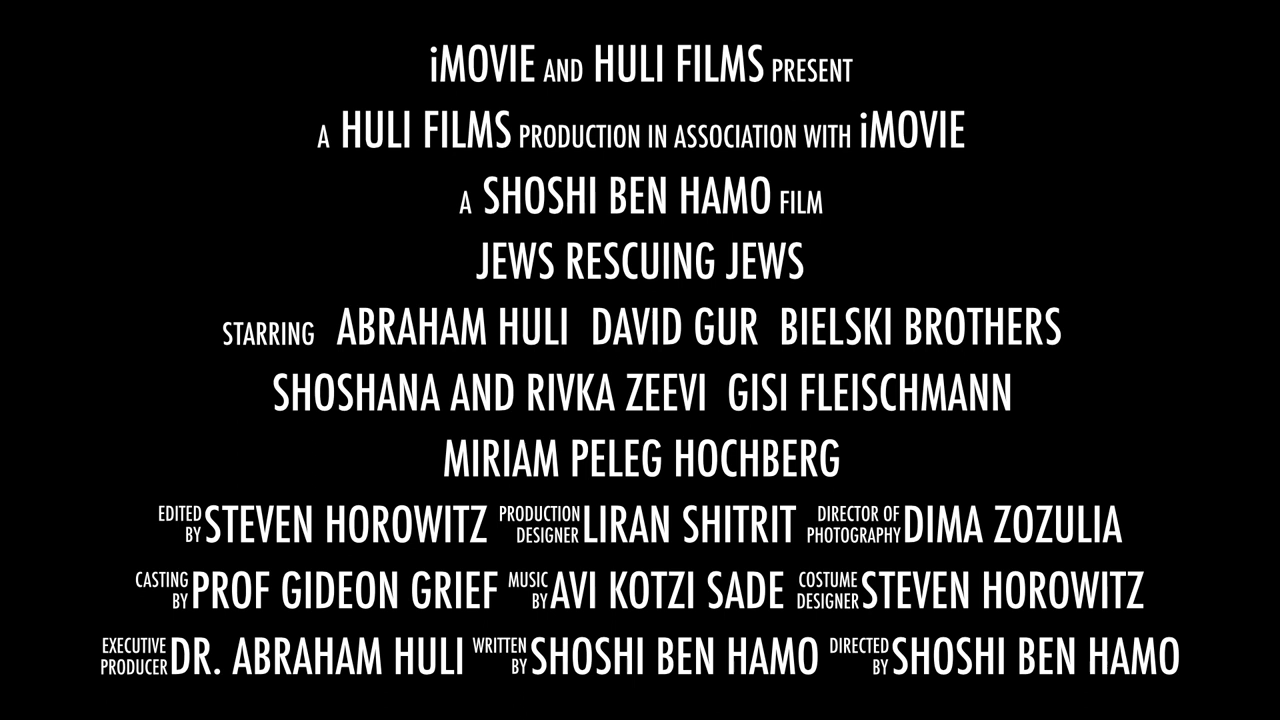 iMOVIE AND HULI FILMS PRESENT
A HULI FILMS PRODUCTION IN ASSOCIATION WITH iMOVIE
A SHOSHI BEN HAMO FILM
JEWS RESCUING JEWS
STARRING ABRAHAM HULI DAVID GUR BIELSKI BROTHERS
SHOSHANA AND RIVKA ZEEVI GISI FLEISCHMANN
MIRIAM PELEG HOCHBERG
EDITED BY STEVEN HOROWITZ PRODUCTION DESIGNER LIRAN SHITRIT DIRECTOR OF PHOTOGRAPHY DIMA ZOZULIA
CASTING BY PROF GIDEON GRIEF MUSIC BY AVI KOTZI SADE COSTUME DESIGNER STEVEN HOROWITZ
EXECUTIVE PRODUCER DR. ABRAHAM HULI WRITTEN BY SHOSHI BEN HAMO DIRECTED BY SHOSHI BEN HAMO